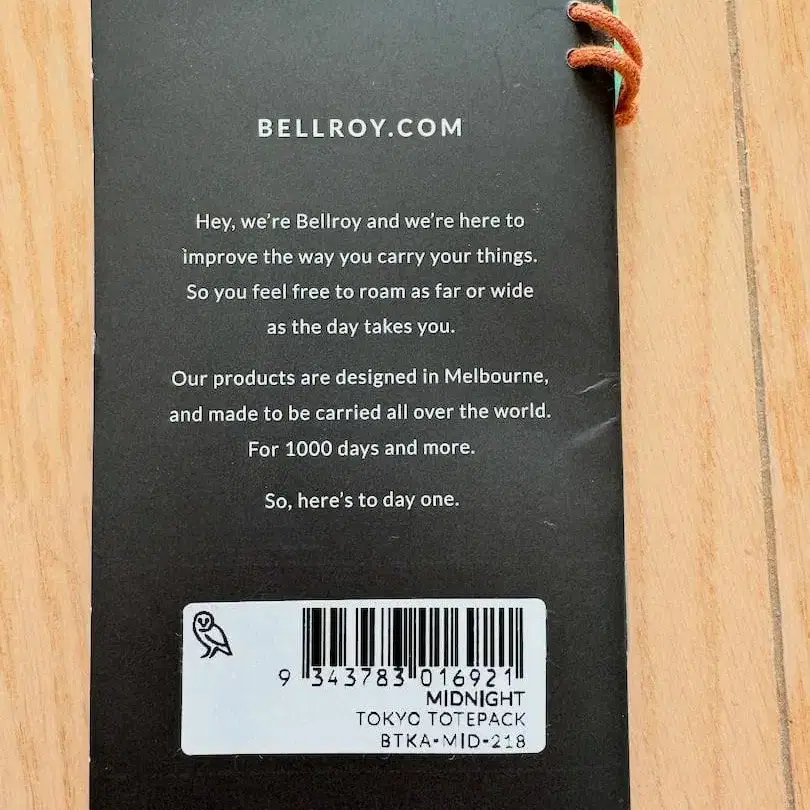 BELLROY.COM
Hey, we're Bellroy and we're here to
improve the way you carry your things.
So you feel free to roam as far or wide
as the day takes you.
Our products are designed in Melbourne,
and made to be carried all over the world.
For 1000 days and more.
So, here's to day one.
9 343783 016921
MIDNIGHT
TOKYO TOTEPACK
BTKA-MID-218